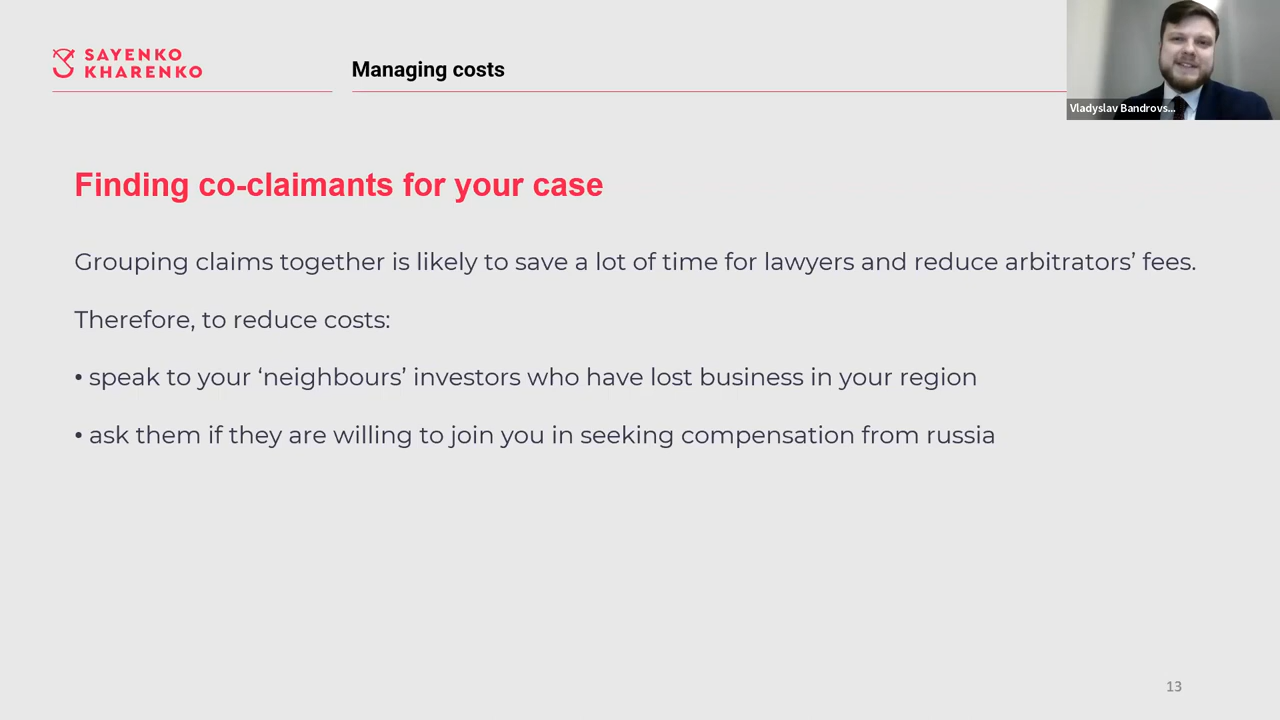 SAYENKO
KHARENKO
Managing costs
Vladyslav Bandrovs...
Finding co-claimants for your case
Grouping claims together is likely to save a lot of time for lawyers and reduce arbitrators’ fees.
Therefore, to reduce costs:
• speak to your ‘neighbours’ investors who have lost business in your region
• ask them if they are willing to join you in seeking compensation from russia
13